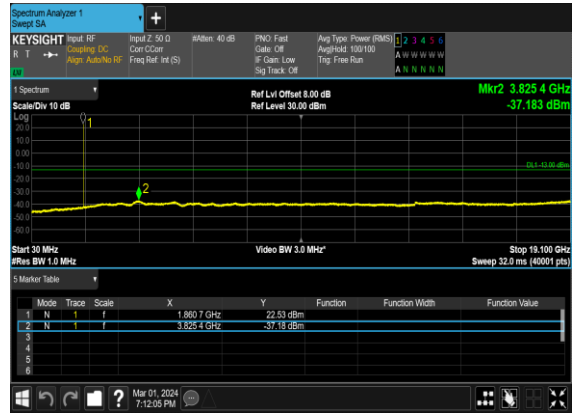 Spectrum Analyzer 1
Swept SA
KEYSIGHT Input: RF Input Z: 50 Ω #Atten: 40 dB PNO: Fast Avg Type: Power (RMS) 1 2 3 4 5 6
R T Coupling: DC Corr CCorr Gate: Off Avg|Hold: 100/100 A W W W W W
Align: Auto/No RF Freq Ref: Int (S) IF Gain: Low Trig: Free Run
Sig Track: Off A N N N N N
1 Spectrum Ref Lvl Offset 8.00 dB Mkr2 3.825 4 GHz
Scale/Div 10 dB Ref Level 30.00 dBm -37.183 dBm
Log
20.0
10.0
0.00
-10.0
-20.0
-30.0
-40.0
-50.0
-60.0
1
DL1 -13.00 dBm
2
Start 30 MHz Video BW 3.0 MHz* Stop 19.100 GHz
#Res BW 1.0 MHz Sweep 32.0 ms (40001 pts)
5 Marker Table
Mode Trace Scale X Y Function Function Width Function Value
1 N 1 f 1.860 7 GHz 22.53 dBm
2 N 1 f 3.825 4 GHz -37.18 dBm
3
4
5
6
? Mar 01, 2024
7:12:05 PM